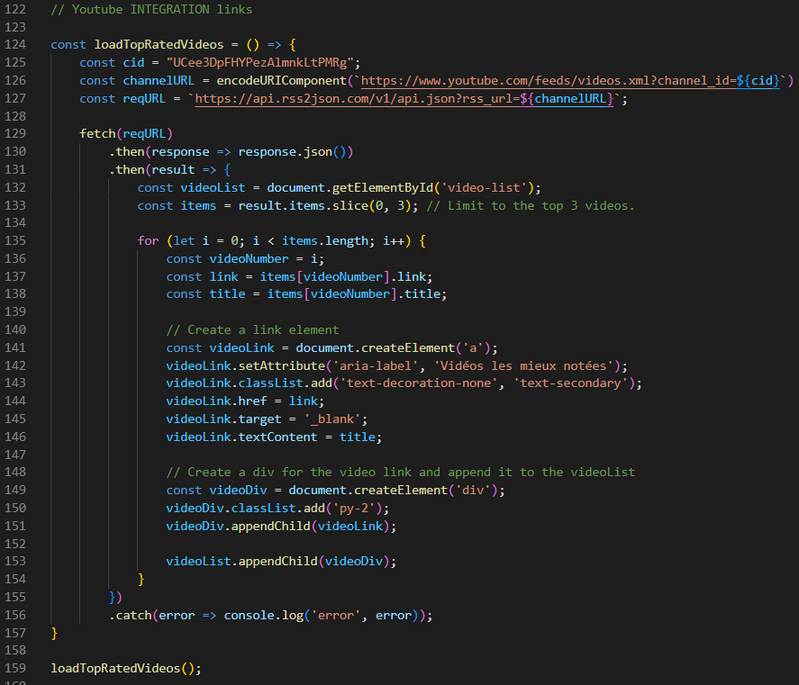 122 // Youtube INTEGRATION links
123
124 const loadTopRatedVideos = () => {
125     const cid = "UCee3DpFHYPezAlmnkLtPMRg";
126     const channelURL = encodeURIComponent(`https://www.youtube.com/feeds/videos.xml?channel_id=${cid}`)
127     const reqURL = `https://api.rss2json.com/v1/api.json?rss_url=${channelURL}`;
128
129     fetch(reqURL)
130         .then(response => response.json())
131         .then(result => {
132             const videoList = document.getElementById('video-list');
133             const items = result.items.slice(0, 3); // Limit to the top 3 videos.
134
135             for (let i = 0; i < items.length; i++) {
136                 const videoNumber = i;
137                 const link = items[videoNumber].link;
138                 const title = items[videoNumber].title;
139
140                 // Create a link element
141                 const videoLink = document.createElement('a');
142                 videoLink.setAttribute('aria-label', 'Vidéos les mieux notées');
143                 videoLink.classList.add('text-decoration-none', 'text-secondary');
144                 videoLink.href = link;
145                 videoLink.target = '_blank';
146                 videoLink.textContent = title;
147
148                 // Create a div for the video link and append it to the videoList
149                 const videoDiv = document.createElement('div');
150                 videoDiv.classList.add('py-2');
151                 videoDiv.appendChild(videoLink);
152
153                 videoList.appendChild(videoDiv);
154             }
155         })
156         .catch(error => console.log('error', error));
157 }
158
159 loadTopRatedVideos();